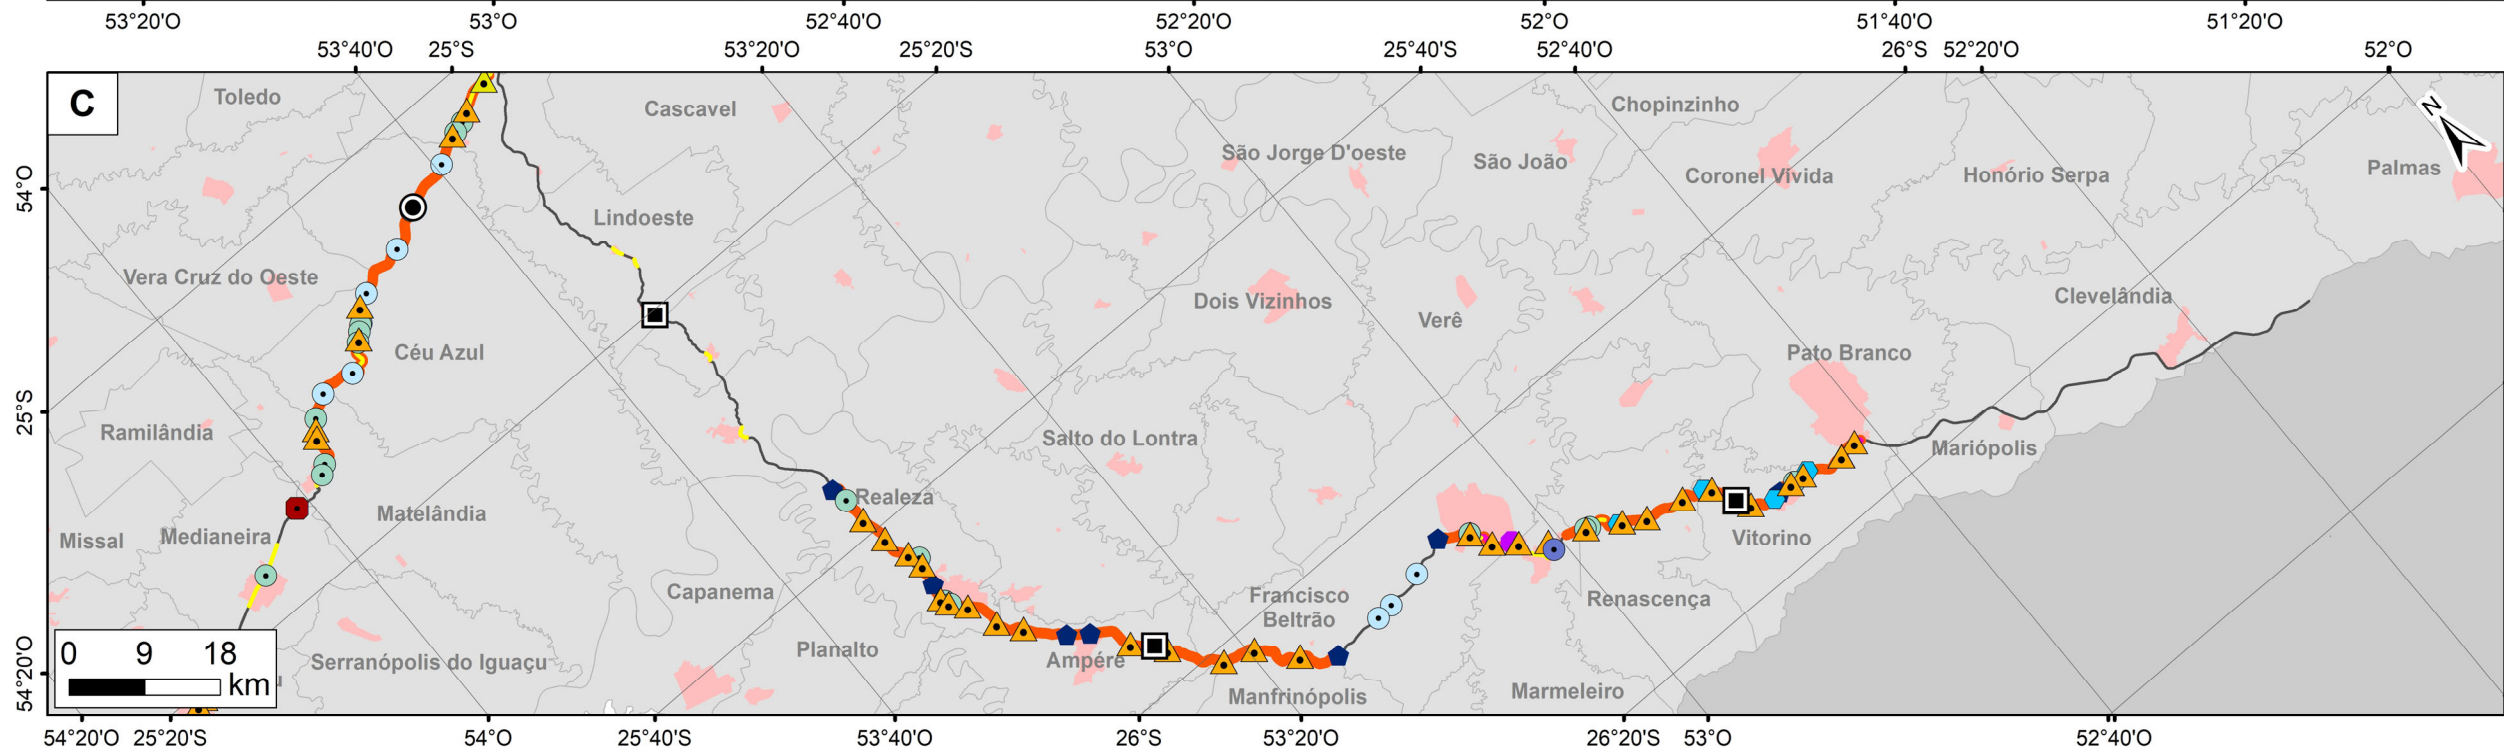 53°20'O 53°O 52°40'O 52°20'O 52°O 51°40'O 51°20'O
53°40'O 25°S 53°20'O 25°20'S 53°O 25°40'S 52°40'O 26°S 52°20'O 52°O
C
N
Toledo
Cascavel
Chopinzinho
São Jorge D'oeste
São João
Coronel Vívida
Honório Serpa
Palmas
54°O
Lindoeste
Vera Cruz do Oeste
Dois Vizinhos
Verê
Clevelândia
Céu Azul
Pato Branco
25°S
Ramilândia
Salto do Lontra
Mariópolis
Realeza
Matelândia
Missal
Medianeira
Vitorino
Capanema
Francisco
Beltrão
Renascença
Planalto
Ampére
Serranópolis do Iguaçu
Manfrinópolis
Marmeleiro
54°20'O
0 9 18
km
54°20'O 25°20'S 54°O 25°40'S 53°40'O 26°S 53°20'O 26°20'S 53°O 52°40'O